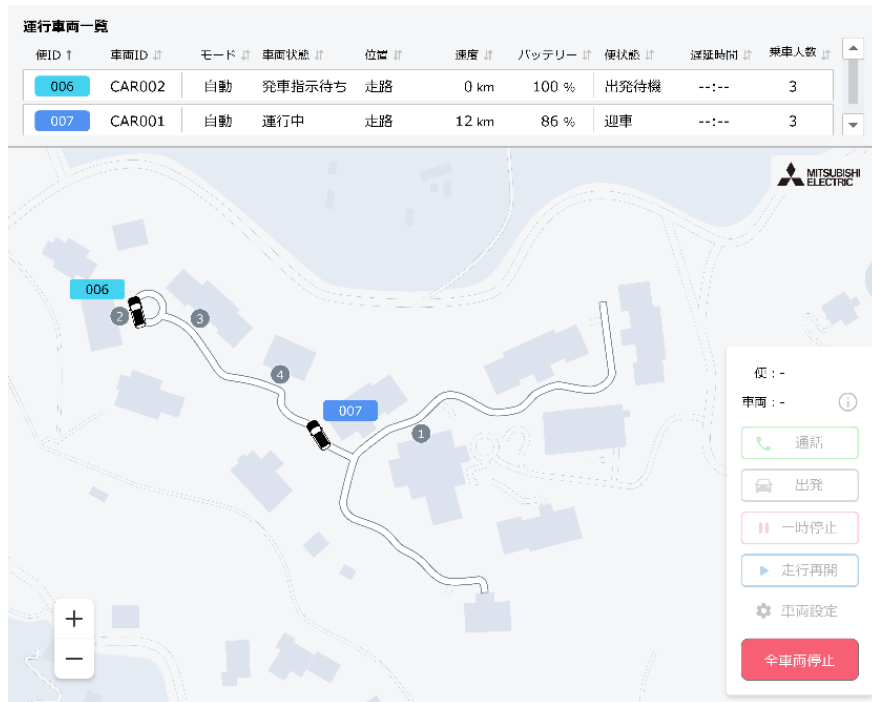 運行車両一覧
便ID ↑ 車両ID モード 車両状態 位置 速度 バッテリー 便状態 遅延時間 乗車人数
006 CAR002 自動 発車指示待ち 走路 0 km 100 % 出発待機 --:-- 3
007 CAR001 自動 運行中 走路 12 km 86 % 迎車 --:-- 3
MITSUBISHI
ELECTRIC
006
2
3
4
007
1
便：-
車両：-
通話
出発
一時停止
走行再開
車両設定
全車両停止
+
−